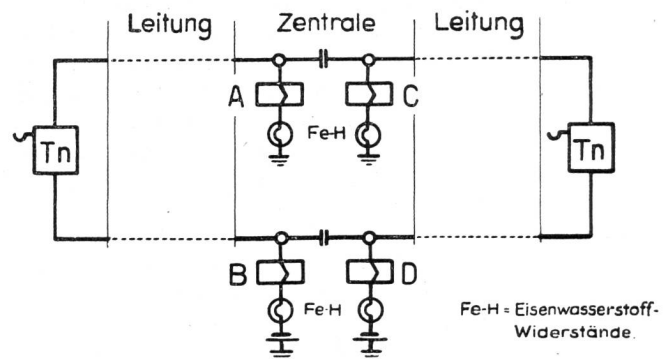 Leitung Zentrale Leitung
A C
Fe-H
Tn Tn
B D
Fe-H
Fe-H = Eisenwasserstoff-
Widerstände.